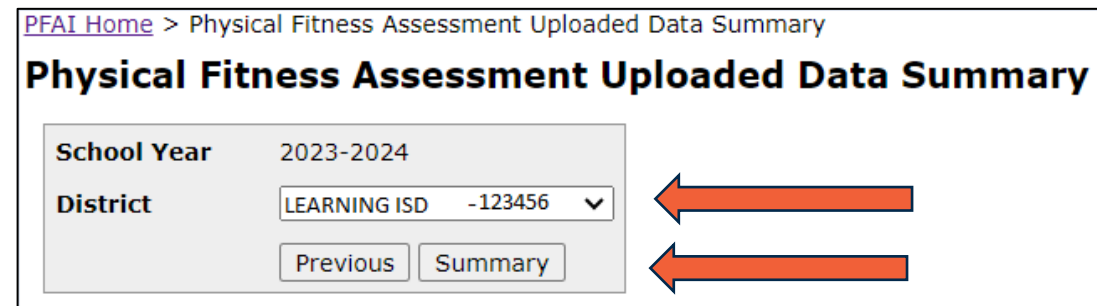 PFAI Home > Physical Fitness Assessment Uploaded Data Summary
Physical Fitness Assessment Uploaded Data Summary
School Year 2023-2024
District LEARNING ISD -123456
Previous Summary